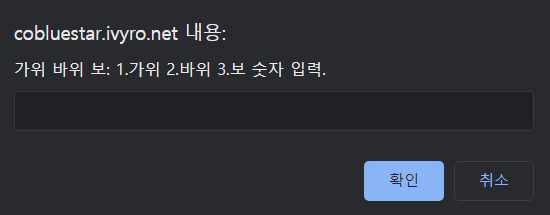 cobluestar.ivyro.net 내용:
가위 바위 보: 1.가위 2.바위 3.보 숫자 입력.
확인 취소